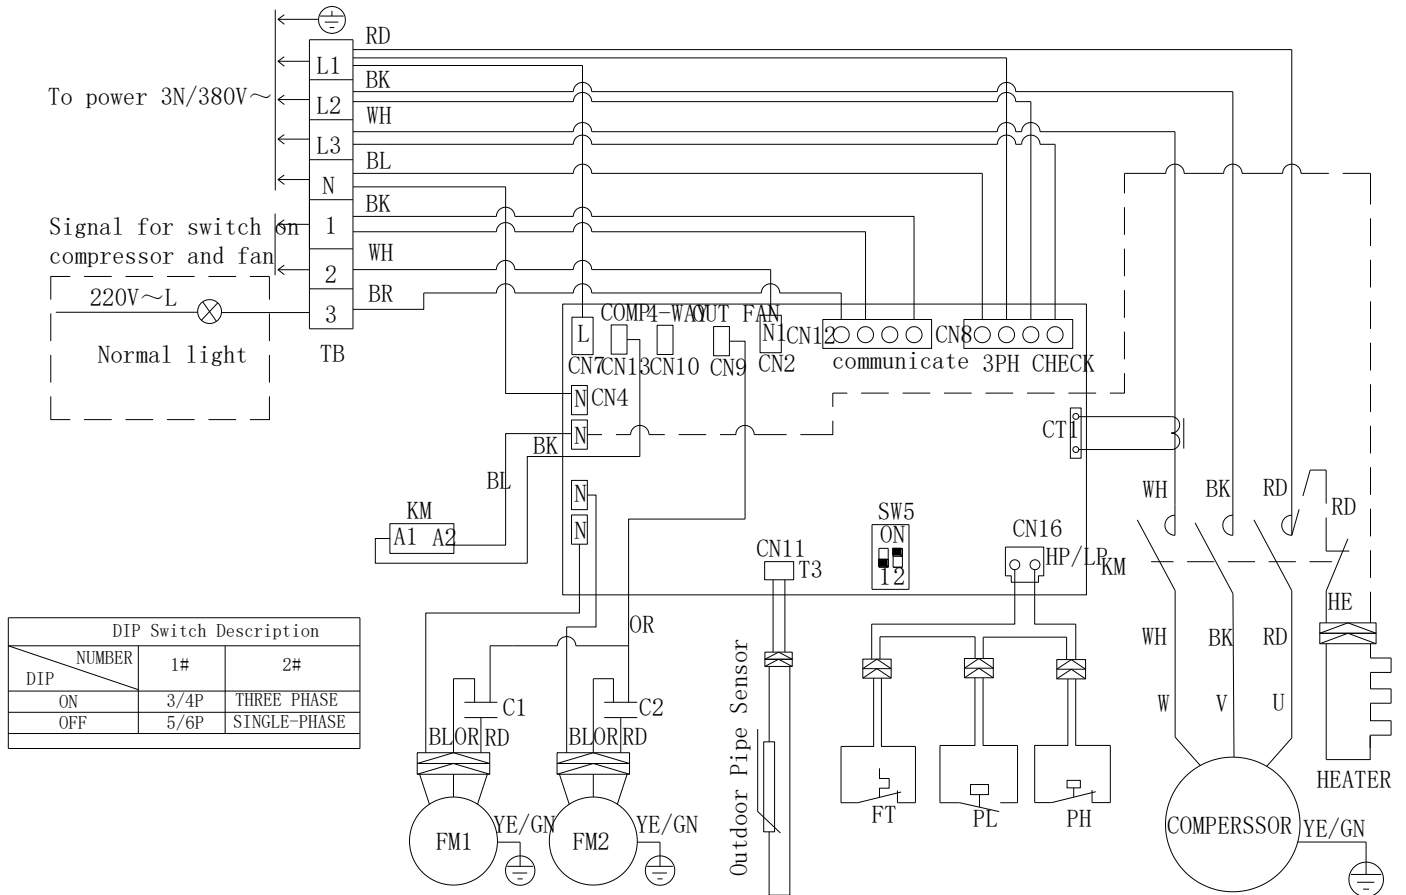 RD
L1
BK
To power 3N/380V～
L2
WH
L3
BL
N
BK
Signal for switch on
compressor and fan
1
WH
2
220V～L
BR
3
Normal light
TB
COMP
4-WAY
OUT FAN
L
N1
CN12
CN8
CN7
CN13
CN10
CN9
CN2
communicate
3PH CHECK
N
CN4
N
CT1
BK
BL
KM
A1
A2
N
N
SW5
ON
12
CN11
T3
CN16
HP/LP
KM
WH
BK
RD
RD
HE
WH
BK
RD
W
V
U
HEATER
DIP Switch Description
NUMBER
DIP
1#
2#
ON
3/4P
THREE PHASE
OFF
5/6P
SINGLE-PHASE
OR
C1
C2
BL
OR
RD
BL
OR
RD
FM1
YE/GN
FM2
YE/GN
Outdoor Pipe Sensor
FT
PL
PH
COMPERSSOR
YE/GN